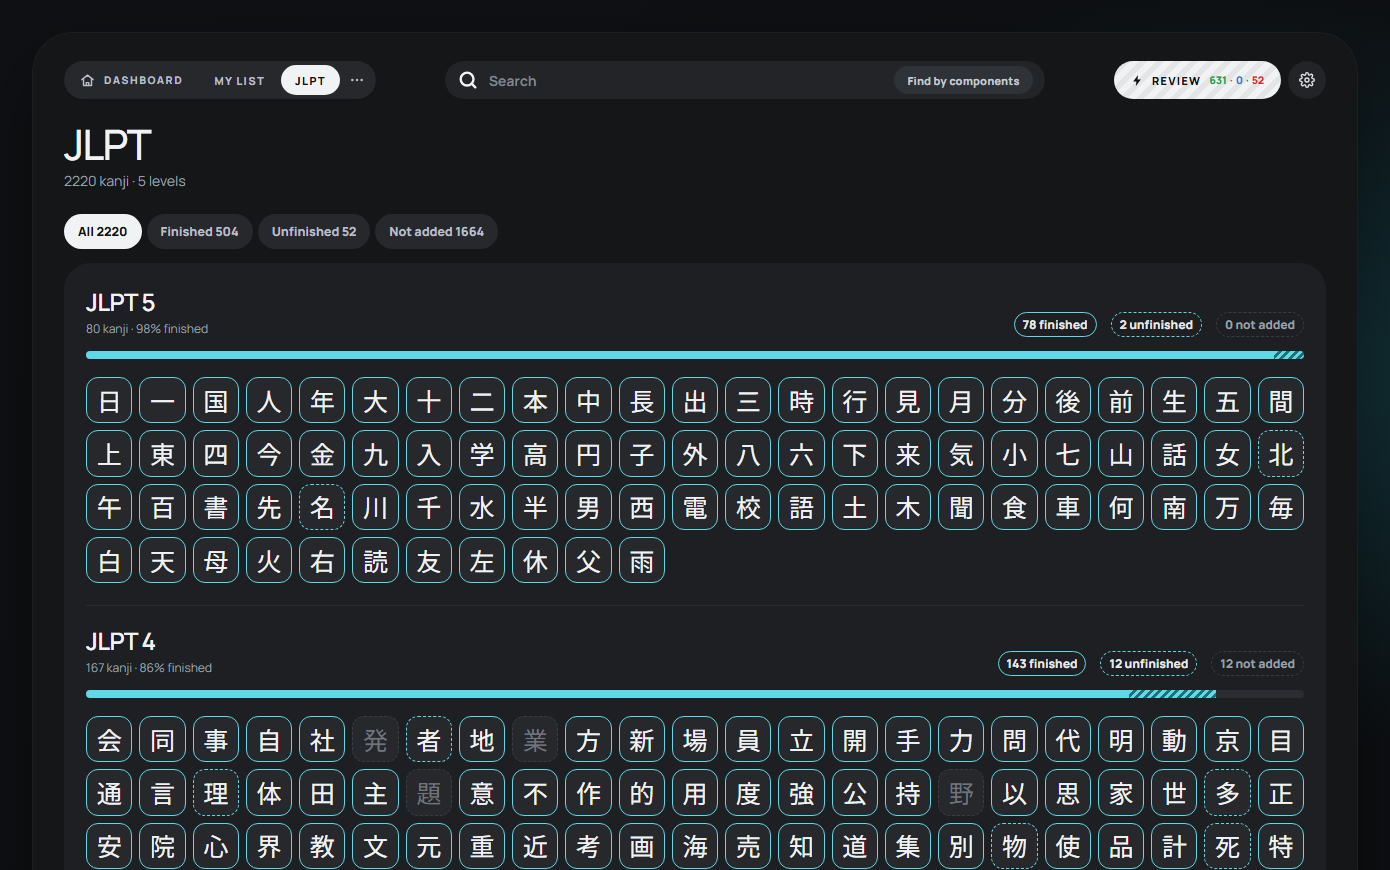 DASHBOARD MY LIST JLPT ··· Search Find by components REVIEW 631 · 0 · 52
JLPT
2220 kanji · 5 levels
All 2220 Finished 504 Unfinished 52 Not added 1664
JLPT 5
80 kanji · 98% finished 78 finished 2 unfinished 0 not added
日 一 国 人 年 大 十 二 本 中 長 出 三 時 行 見 月 分 後 前 生 五 間
上 東 四 今 金 九 入 学 高 円 子 外 八 六 下 来 気 小 七 山 話 女 北
午 百 書 先 名 川 千 水 半 男 西 電 校 語 土 木 聞 食 車 何 南 万 毎
白 天 母 火 右 読 友 左 休 父 雨
JLPT 4
167 kanji · 86% finished 143 finished 12 unfinished 12 not added
会 同 事 自 社 発 者 地 業 方 新 場 員 立 開 手 力 問 代 明 動 京 目
通 言 理 体 田 主 題 意 不 作 的 用 度 強 公 持 野 以 思 家 世 多 正
安 院 心 界 教 文 元 重 近 考 画 海 売 知 道 集 別 物 使 品 計 死 特